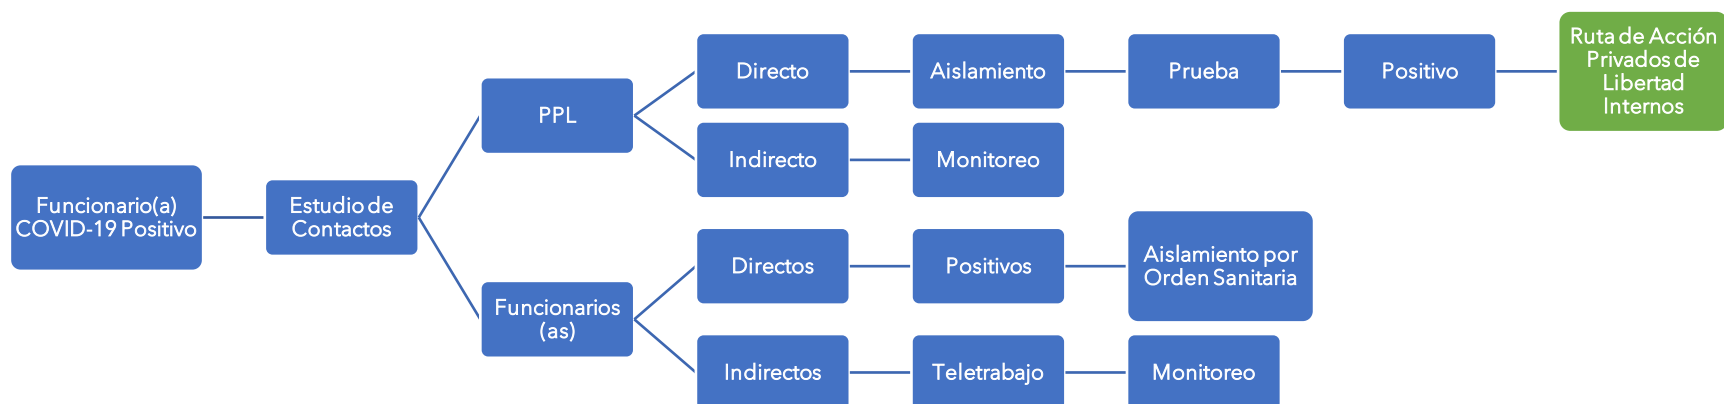 Funcionario(a)
COVID-19 Positivo
Estudio de
Contactos
PPL
Directo
Aislamiento
Prueba
Positivo
Ruta de Acción
Privados de
Libertad
Internos
Indirecto
Monitoreo
Funcionarios
(as)
Directos
Positivos
Aislamiento por
Orden Sanitaria
Indirectos
Teletrabajo
Monitoreo